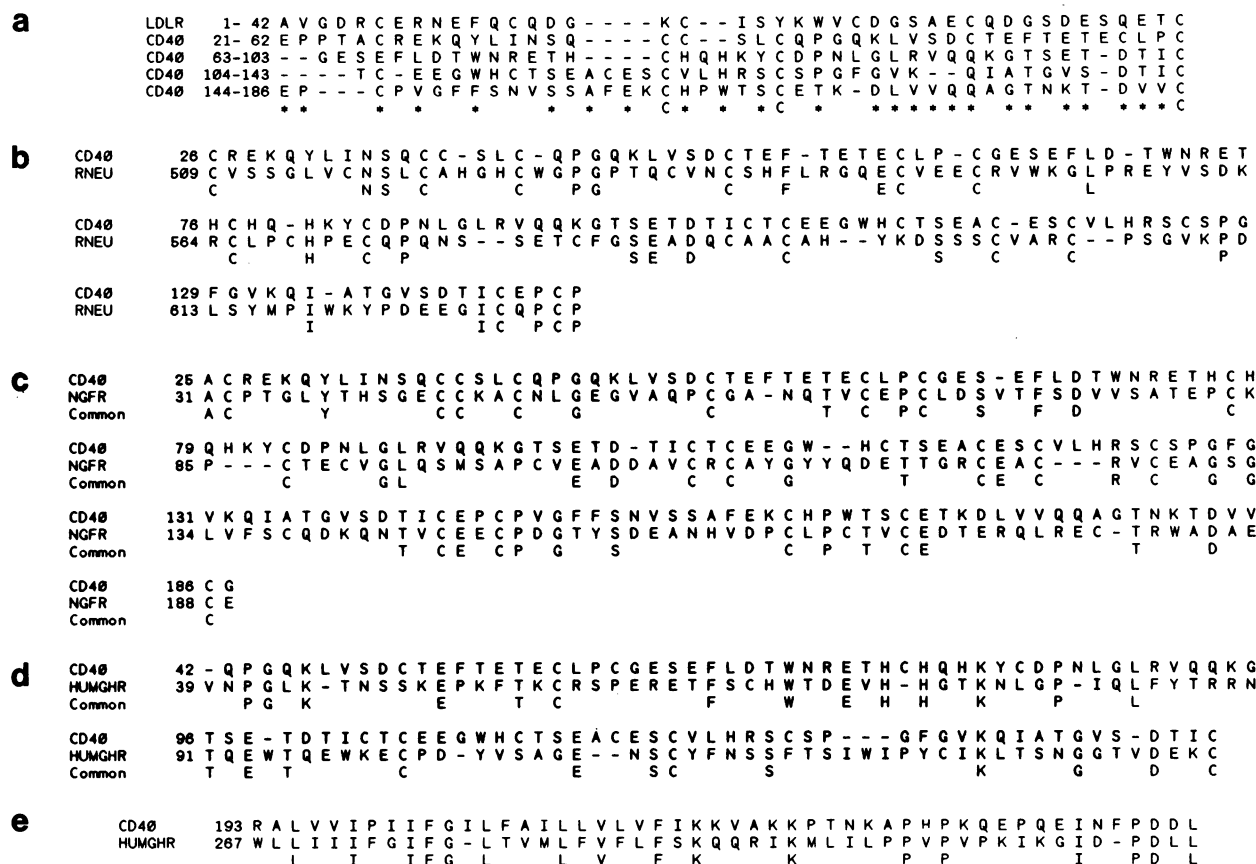 a
LDLR 1- 42 A V G D R C E R N E F Q C Q D G - - - - K C - - I S Y K W V C D G S A E C Q D G S D E S Q E T C
CD40 21- 62 E P P T A C R E K Q Y L I N S Q - - - - C C - - S L C Q P G Q K L V S D C T E F T E T E C L P C
CD40 63-103 - - G E S E F L D T W N R E T H - - - - C H Q H K Y C D P N L G L R V Q Q K G T S E T - D T I C
CD40 104-143 - - - - T C - E E G W H C T S E A C E S C V L H R S C S P G F G V K - - Q I A T G V S - D T I C
CD40 144-186 E P - - - C P V G F F S N V S S A F E K C H P W T S C E T K - D L V V Q Q A G T N K T - D V V C
* * * * * * * * C * * * C * * * * * * * * * * * * * * C
b
CD40 26 C R E K Q Y L I N S Q C C - S L C - Q P G Q K L V S D C T E F - T E T E C L P - C G E S E F L D - T W N R E T
RNEU 509 C V S S G L V C N S L C A H G H C W G P G P T Q C V N C S H F L R G Q E C V E E C R V W K G L P R E Y V S D K
C N S C C P G C F E C C L
CD40 76 H C H Q - H K Y C D P N L G L R V Q Q K G T S E T D T I C T C E E G W H C T S E A C - E S C V L H R S C S P G
RNEU 564 R C L P C H P E C Q P Q N S - - S E T C F G S E A D Q C A A C A H - - Y K D S S S C V A R C - - P S G V K P D
C H C P S E D C S C C P
CD40 129 F G V K Q I - A T G V S D T I C E P C P
RNEU 613 L S Y M P I W K Y P D E E G I C Q P C P
I I C P C P
c
CD40 25 A C R E K Q Y L I N S Q C C S L C Q P G Q K L V S D C T E F T E T E C L P C G E S - E F L D T W N R E T H C H
NGFR 31 A C P T G L Y T H S G E C C K A C N L G E G V A Q P C G A - N Q T V C E P C L D S V T F S D V V S A T E P C K
Common A C Y C C C G C T C P C S F D C
CD40 79 Q H K Y C D P N L G L R V Q Q K G T S E T D - T I C T C E E G W - - H C T S E A C E S C V L H R S C S P G F G
NGFR 85 P - - - C T E C V G L Q S M S A P C V E A D D A V C R C A Y G Y Y Q D E T T G R C E A C - - - R V C E A G S G
Common C G L E D C C G T C E C R C G G
CD40 131 V K Q I A T G V S D T I C E P C P V G F F S N V S S A F E K C H P W T S C E T K D L V V Q Q A G T N K T D V V
NGFR 134 L V F S C Q D K Q N T V C E E C P D G T Y S D E A N H V D P C L P C T V C E D T E R Q L R E C - T R W A D A E
Common T C E C P G S C P T C E T D
CD40 186 C G
NGFR 188 C E
Common C
d
CD40 42 - Q P G Q K L V S D C T E F T E T E C L P C G E S E F L D T W N R E T H C H Q H K Y C D P N L G L R V Q Q K G
HUMGHR 39 V N P G L K - T N S S K E P K F T K C R S P E R E T F S C H W T D E V H - H G T K N L G P - I Q L F Y T R R N
Common P G K E T C F W E H H K P L
CD40 96 T S E - T D T I C T C E E G W H C T S E A C E S C V L H R S C S P - - - G F G V K Q I A T G V S - D T I C
HUMGHR 91 T Q E W T Q E W K E C P D - Y V S A G E - - N S C Y F N S S F T S I W I P Y C I K L T S N G G T V D E K C
Common T E T C E S C S K G D C
e
CD40 193 R A L V V I P I I F G I L F A I L L V L V F I K K V A K K P T N K A P H P K Q E P Q E I N F P D D L
HUMGHR 267 W L L I I I F G I F G - L T V M L F V F L F S K Q Q R I K M L I L P P V P V P K I K G I D - P D L L
L I I F G L L V F K K P P I P D L